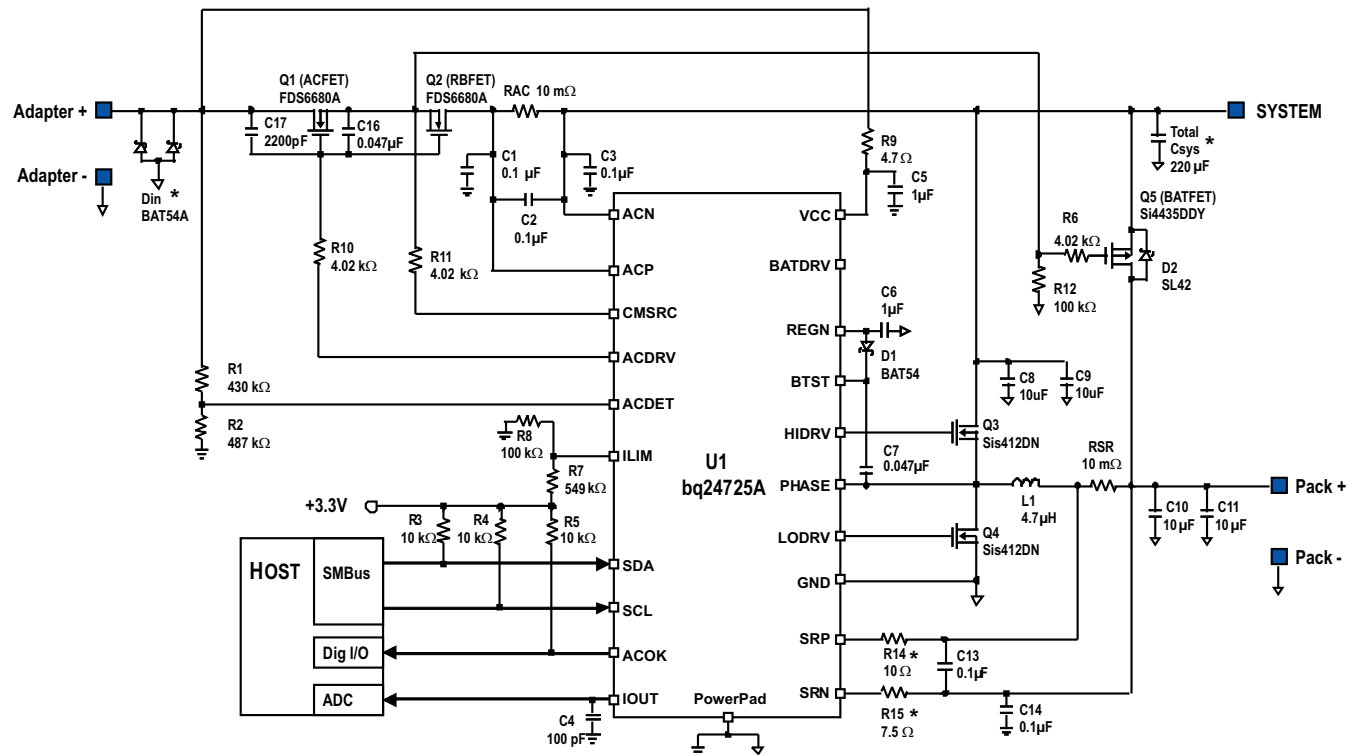 Q1 (ACFET)
FDS6680A
Q2 (RBFET)
FDS6680A
RAC 10 mΩ
Adapter +
SYSTEM
C17
2200pF
C16
0.047µF
R9
4.7 Ω
Total
Csys *
220 µF
Adapter -
Din *
BAT54A
C1
0.1 µF
C3
0.1µF
C2
0.1µF
C5
1µF
Q5 (BATFET)
Si4435DDY
R6
4.02 kΩ
D2
SL42
R12
100 kΩ
R10
4.02 kΩ
R11
4.02 kΩ
ACN
ACP
CMSRC
ACDRV
ACDET
ILIM
SDA
SCL
ACOK
IOUT
VCC
BATDRV
REGN
BTST
HIDRV
PHASE
LODRV
GND
SRP
SRN
U1
bq24725A
PowerPad
C6
1µF
D1
BAT54
R1
430 kΩ
R2
487 kΩ
R8
100 kΩ
R7
549 kΩ
C8
10uF
C9
10uF
Q3
Sis412DN
C7
0.047µF
RSR
10 mΩ
L1
4.7µH
Pack +
C10
10 µF
C11
10 µF
Q4
Sis412DN
Pack -
+3.3V
R3
10 kΩ
R4
10 kΩ
R5
10 kΩ
HOST
SMBus
Dig I/O
ADC
R14 *
10 Ω
C13
0.1µF
R15 *
7.5 Ω
C14
0.1µF
C4
100 pF